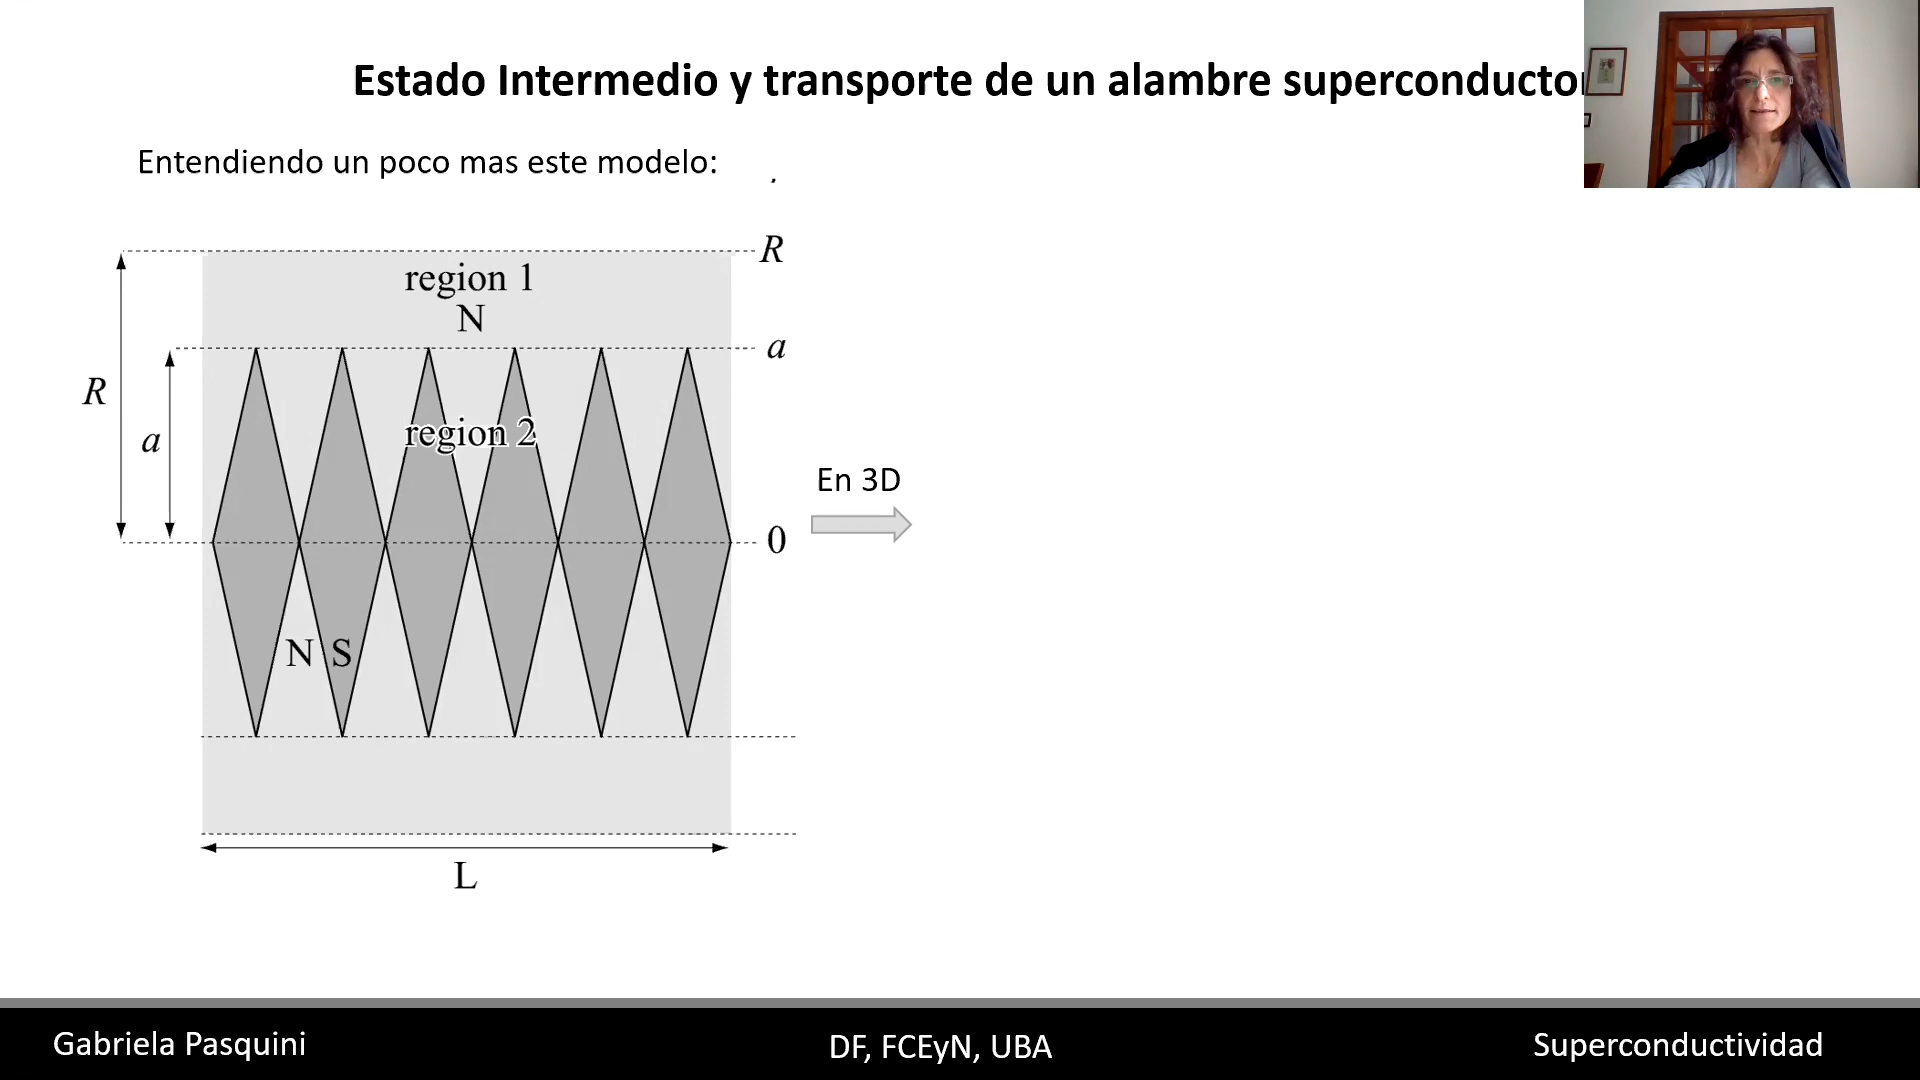 Estado Intermedio y transporte de un alambre superconductor
Entendiendo un poco mas este modelo:
R
region 1
N
a
R
region 2
a
En 3D
0
N S
L
Gabriela Pasquini
DF, FCEyN, UBA
Superconductividad